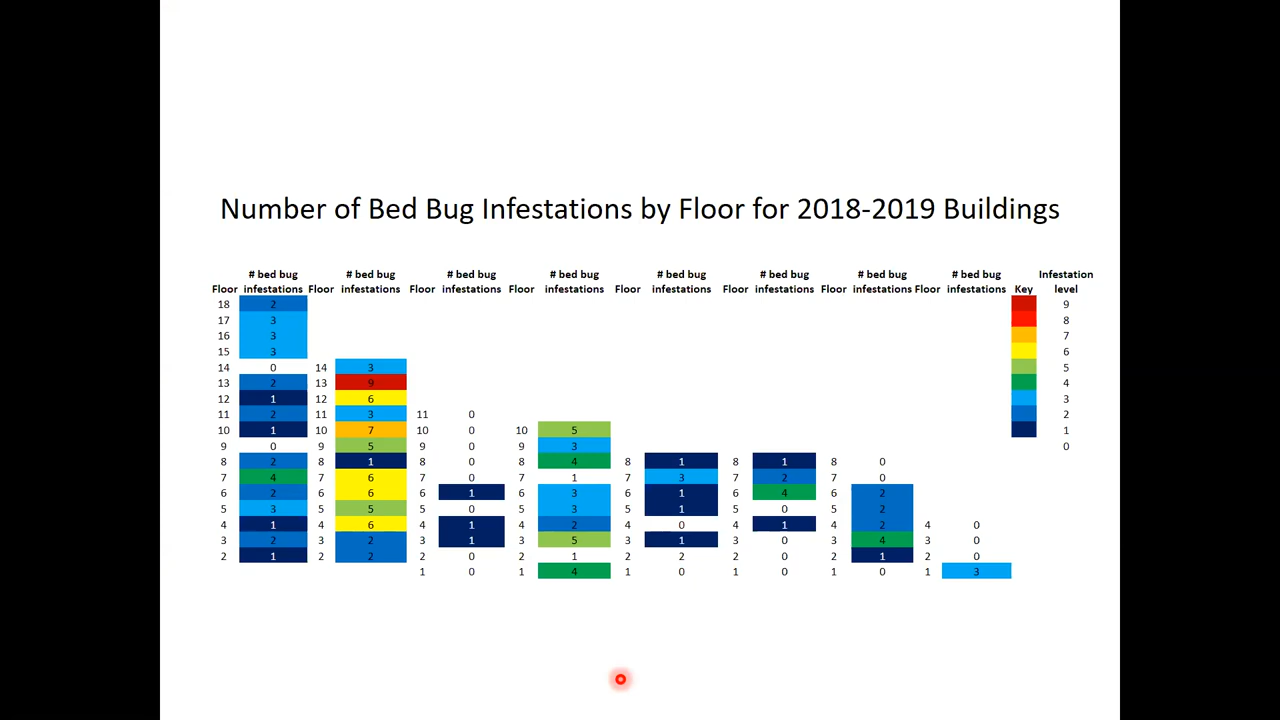 Number of Bed Bug Infestations by Floor for 2018-2019 Buildings
# bed bug # bed bug # bed bug # bed bug # bed bug # bed bug # bed bug # bed bug Infestation
Floor infestations Floor infestations Floor infestations Floor infestations Floor infestations Floor infestations Floor infestations Floor infestations Key level
18 2 9
17 3 8
16 3 7
15 3 6
14 0 14 3 5
13 2 13 9 4
12 1 12 6 3
11 2 11 3 11 0 2
10 1 10 7 10 0 10 5 1
9 0 9 5 9 0 9 3 0
8 2 8 1 8 0 8 4 8 1 8 1 8 0
7 4 7 6 7 0 7 1 7 3 7 2 7 0
6 2 6 6 6 1 6 3 6 1 6 4 6 2
5 3 5 5 5 0 5 3 5 1 5 0 5 2
4 1 4 6 4 1 4 2 4 0 4 1 4 2 4 0
3 2 3 2 3 1 3 5 3 1 3 0 3 4 3 0
2 1 2 2 2 0 2 1 2 2 2 0 2 1 2 0
1 0 1 4 1 0 1 0 1 0 1 3